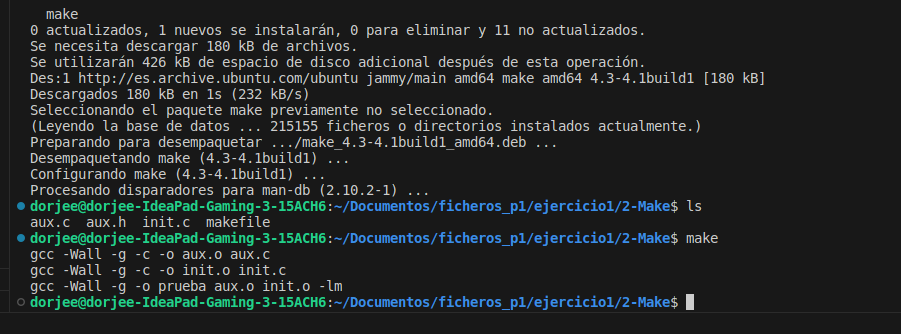 make
0 actualizados, 1 nuevos se instalarán, 0 para eliminar y 11 no actualizados.
Se necesita descargar 180 kB de archivos.
Se utilizarán 426 kB de espacio de disco adicional después de esta operación.
Des:1 http://es.archive.ubuntu.com/ubuntu jammy/main amd64 make amd64 4.3-4.1build1 [180 kB]
Descargados 180 kB en 1s (232 kB/s)
Seleccionando el paquete make previamente no seleccionado.
(Leyendo la base de datos ... 215155 ficheros o directorios instalados actualmente.)
Preparando para desempaquetar .../make_4.3-4.1build1_amd64.deb ...
Desempaquetando make (4.3-4.1build1) ...
Configurando make (4.3-4.1build1) ...
Procesando disparadores para man-db (2.10.2-1) ...
dorjee@dorjee-IdeaPad-Gaming-3-15ACH6:~/Documentos/ficheros_p1/ejercicio1/2-Make$ ls
aux.c  aux.h  init.c  makefile
dorjee@dorjee-IdeaPad-Gaming-3-15ACH6:~/Documentos/ficheros_p1/ejercicio1/2-Make$ make
gcc -Wall -g -c -o aux.o aux.c
gcc -Wall -g -c -o init.o init.c
gcc -Wall -g -o prueba aux.o init.o -lm
dorjee@dorjee-IdeaPad-Gaming-3-15ACH6:~/Documentos/ficheros_p1/ejercicio1/2-Make$